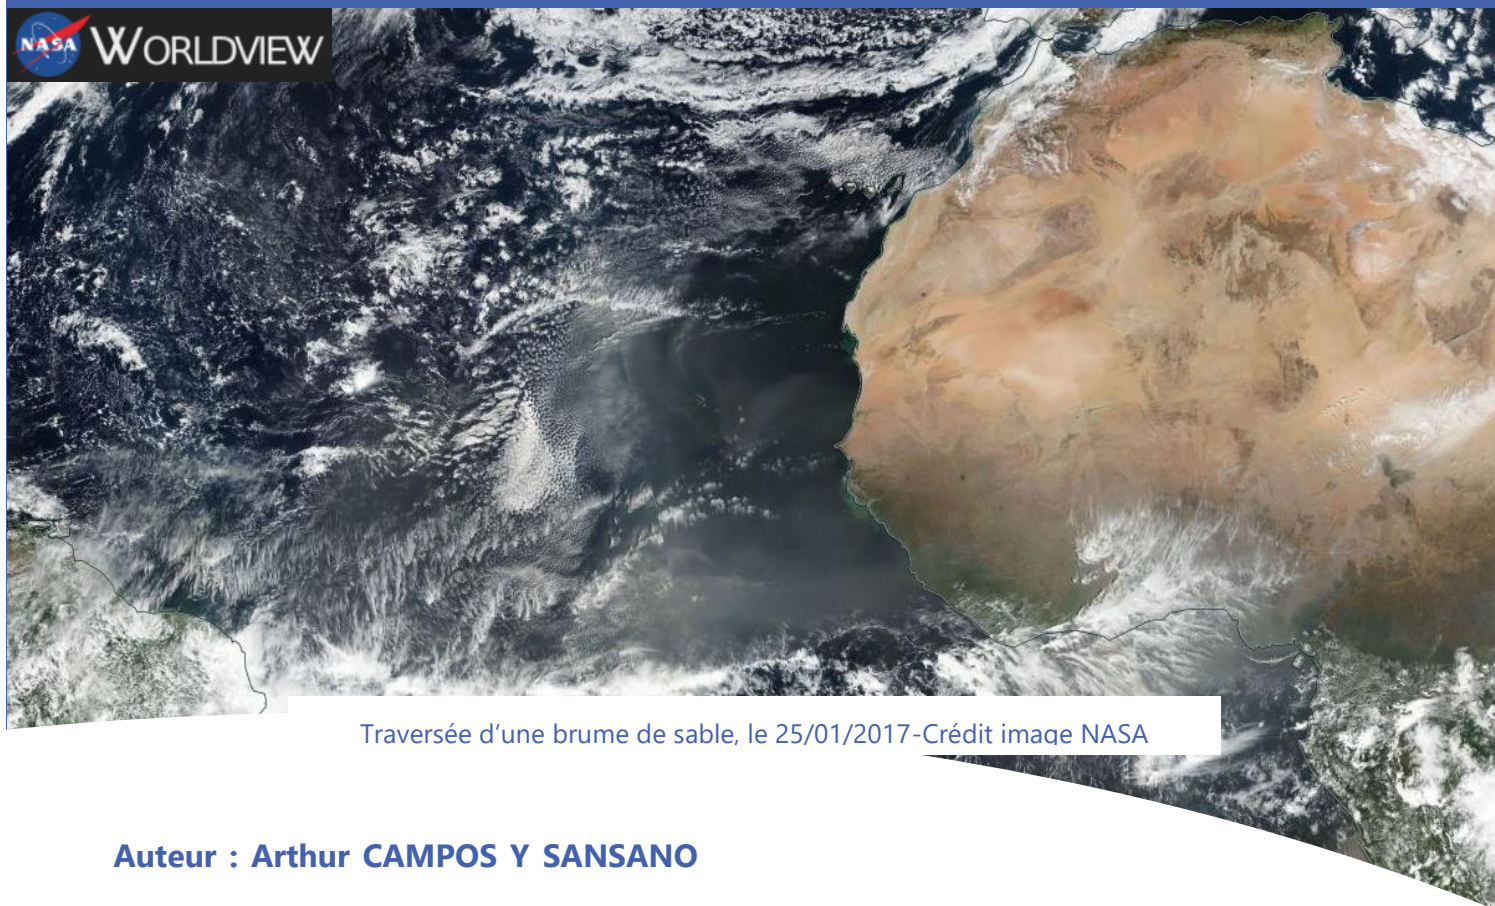 NASA WORLDVIEW
Traversée d’une brume de sable, le 25/01/2017-Crédit image NASA
Auteur : Arthur CAMPOS Y SANSANO